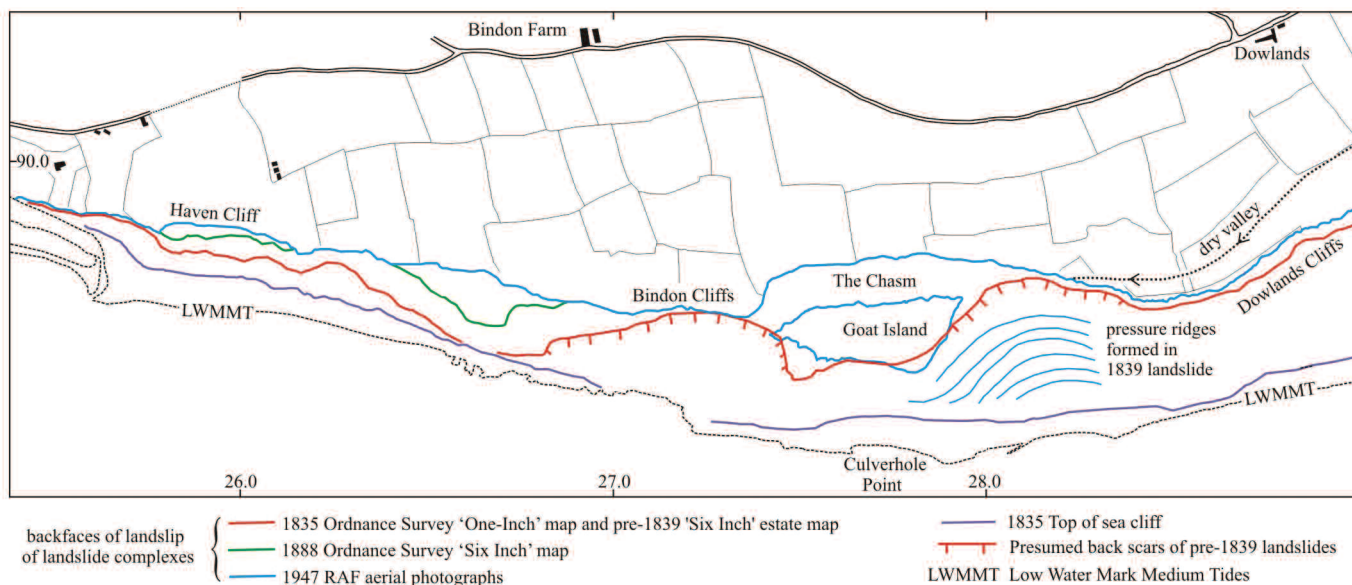 Bindon Farm
Dowlands
90.0
Haven Cliff
dry valley
Dowlands Cliffs
The Chasm
Bindon Cliffs
LWMMT
Goat Island
pressure ridges
formed in
1839 landslide
LWMMT
Culverhole
Point
26.0
27.0
28.0
backfaces of landslip
of landslide complexes
1835 Ordnance Survey ‘One-Inch’ map and pre-1839 'Six Inch' estate map
1888 Ordnance Survey ‘Six Inch’ map
1947 RAF aerial photographs
1835 Top of sea cliff
Presumed back scars of pre-1839 landslides
LWMMT Low Water Mark Medium Tides